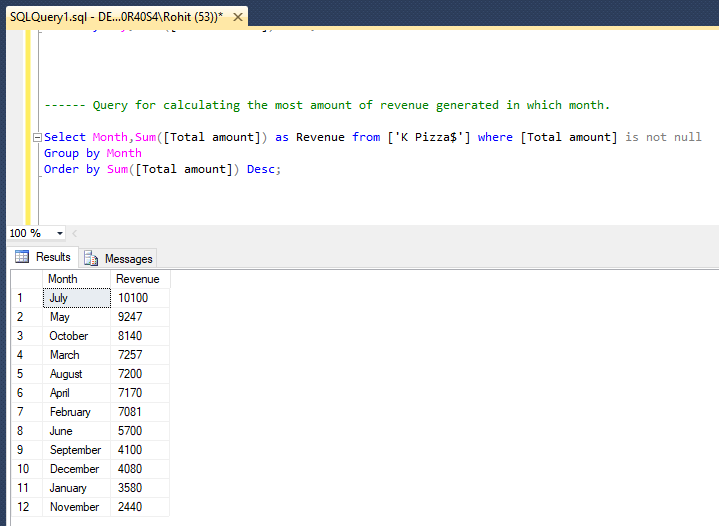 SQLQuery1.sql - DE...0R40S4\Rohit (53))*
------ Query for calculating the most amount of revenue generated in which month.
Select Month,Sum([Total amount]) as Revenue from ['K Pizza$'] where [Total amount] is not null
Group by Month
Order by Sum([Total amount]) Desc;
100 %
Results Messages
Month Revenue
1 July 10100
2 May 9247
3 October 8140
4 March 7257
5 August 7200
6 April 7170
7 February 7081
8 June 5700
9 September 4100
10 December 4080
11 January 3580
12 November 2440